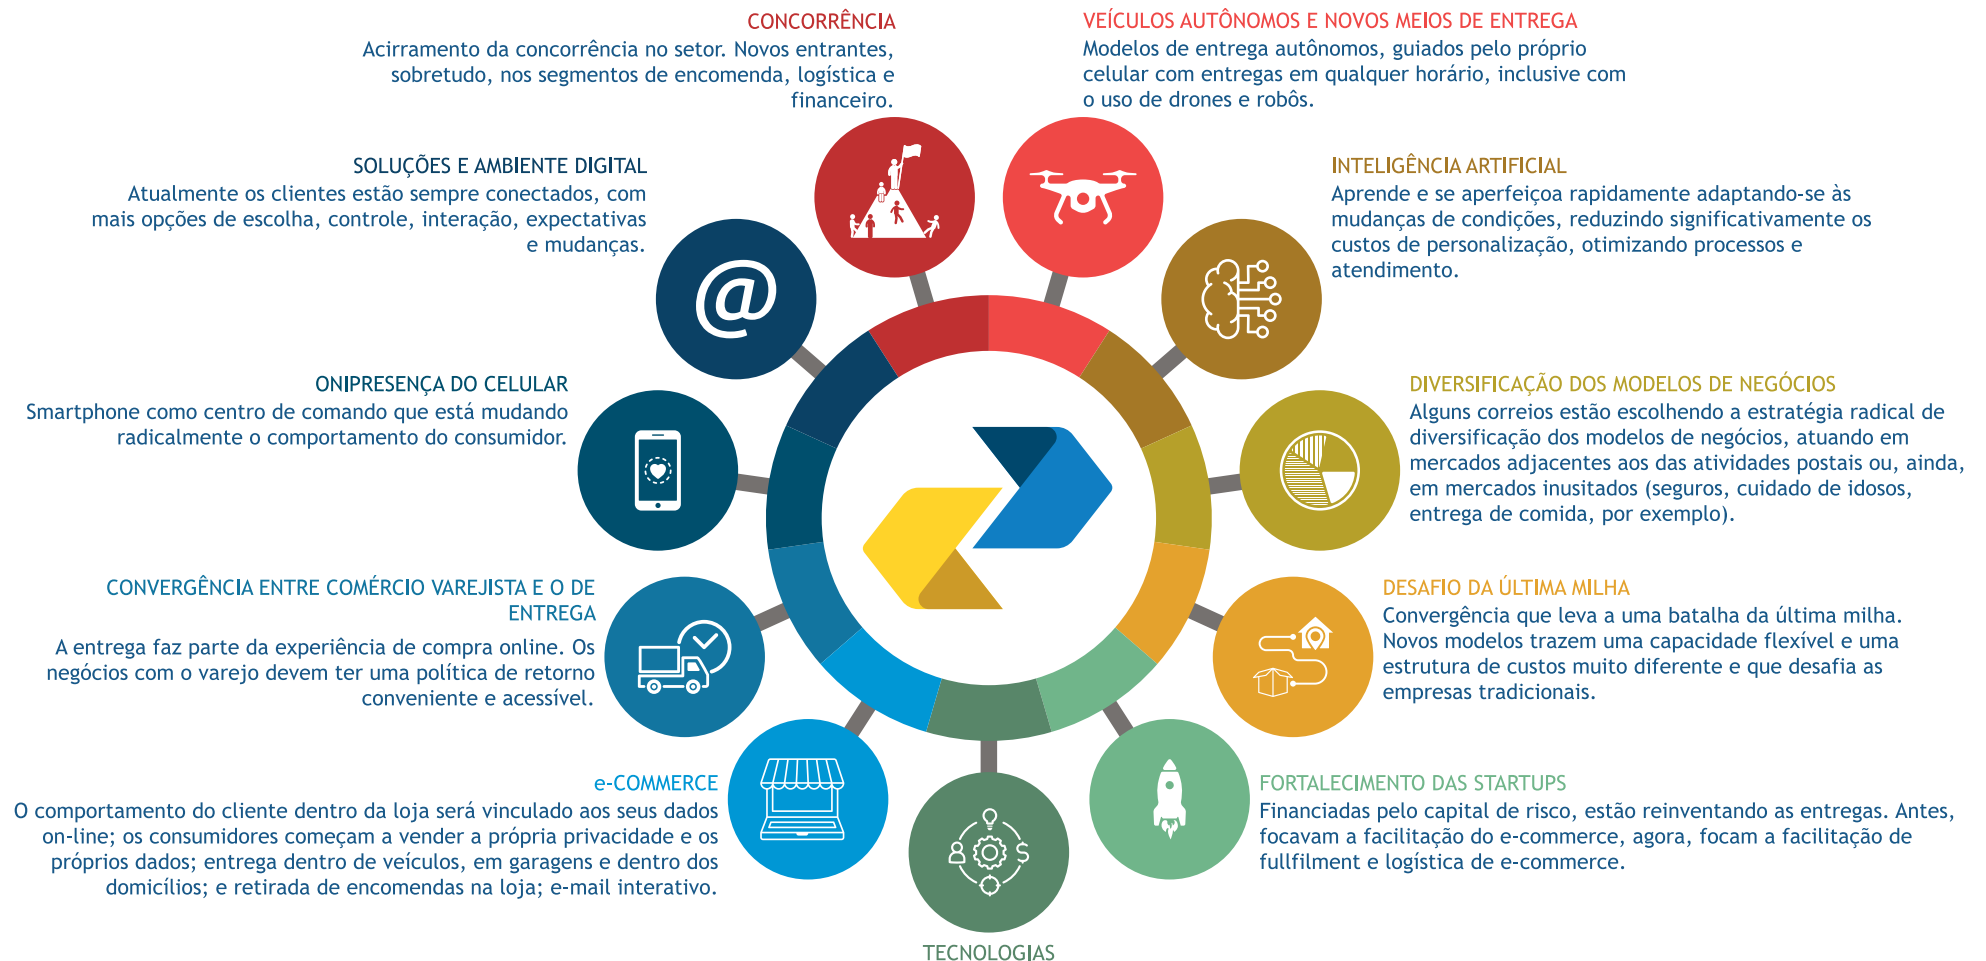 CONCORRÊNCIA
Acirramento da concorrência no setor. Novos entrantes,
sobretudo, nos segmentos de encomenda, logística e
financeiro.
VEÍCULOS AUTÔNOMOS E NOVOS MEIOS DE ENTREGA
Modelos de entrega autônomos, guiados pelo próprio
celular com entregas em qualquer horário, inclusive com
o uso de drones e robôs.
SOLUÇÕES E AMBIENTE DIGITAL
Atualmente os clientes estão sempre conectados, com
mais opções de escolha, controle, interação, expectativas
e mudanças.
@
INTELIGÊNCIA ARTIFICIAL
Aprende e se aperfeiçoa rapidamente adaptando-se às
mudanças de condições, reduzindo significativamente os
custos de personalização, otimizando processos e
atendimento.
ONIPRESENÇA DO CELULAR
Smartphone como centro de comando que está mudando
radicalmente o comportamento do consumidor.
DIVERSIFICAÇÃO DOS MODELOS DE NEGÓCIOS
Alguns correios estão escolhendo a estratégia radical de
diversificação dos modelos de negócios, atuando em
mercados adjacentes aos das atividades postais ou, ainda,
em mercados inusitados (seguros, cuidado de idosos,
entrega de comida, por exemplo).
CONVERGÊNCIA ENTRE COMÉRCIO VAREJISTA E O DE
ENTREGA
A entrega faz parte da experiência de compra online. Os
negócios com o varejo devem ter uma política de retorno
conveniente e acessível.
DESAFIO DA ÚLTIMA MILHA
Convergência que leva a uma batalha da última milha.
Novos modelos trazem uma capacidade flexível e uma
estrutura de custos muito diferente e que desafia as
empresas tradicionais.
e-COMMERCE
O comportamento do cliente dentro da loja será vinculado aos seus dados
on-line; os consumidores começam a vender a própria privacidade e os
próprios dados; entrega dentro de veículos, em garagens e dentro dos
domicílios; e retirada de encomendas na loja; e-mail interativo.
FORTALECIMENTO DAS STARTUPS
Financiadas pelo capital de risco, estão reinventando as entregas. Antes,
focavam a facilitação do e-commerce, agora, focam a facilitação de
fullfilment e logística de e-commerce.
$
TECNOLOGIAS